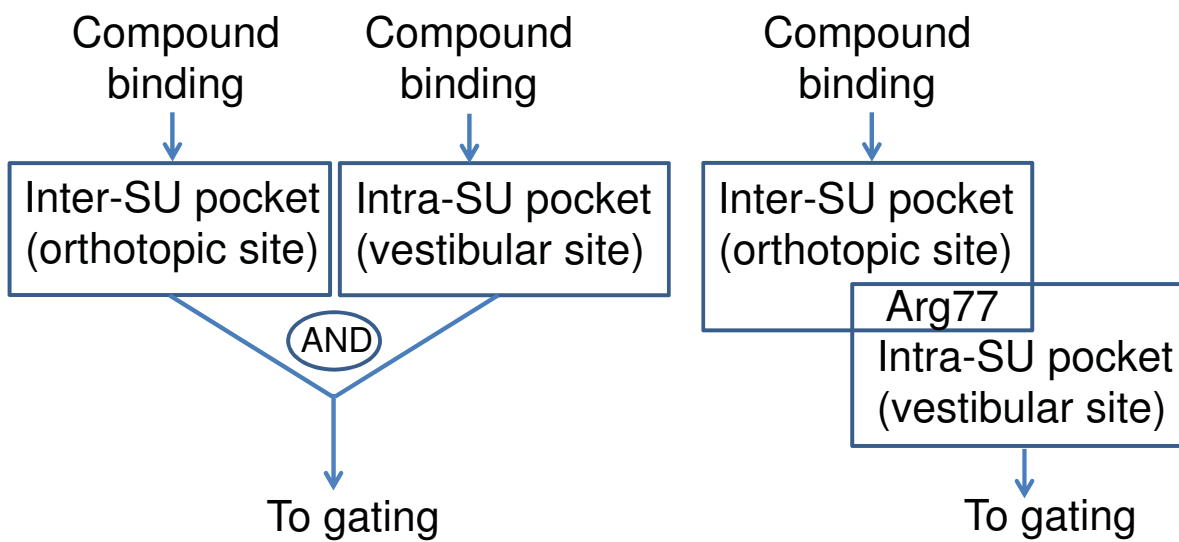 Compound
binding
Compound
binding
Compound
binding
Inter-SU pocket
(orthotopic site)
Intra-SU pocket
(vestibular site)
AND
To gating
Inter-SU pocket
(orthotopic site)
Arg77
Intra-SU pocket
(vestibular site)
To gating